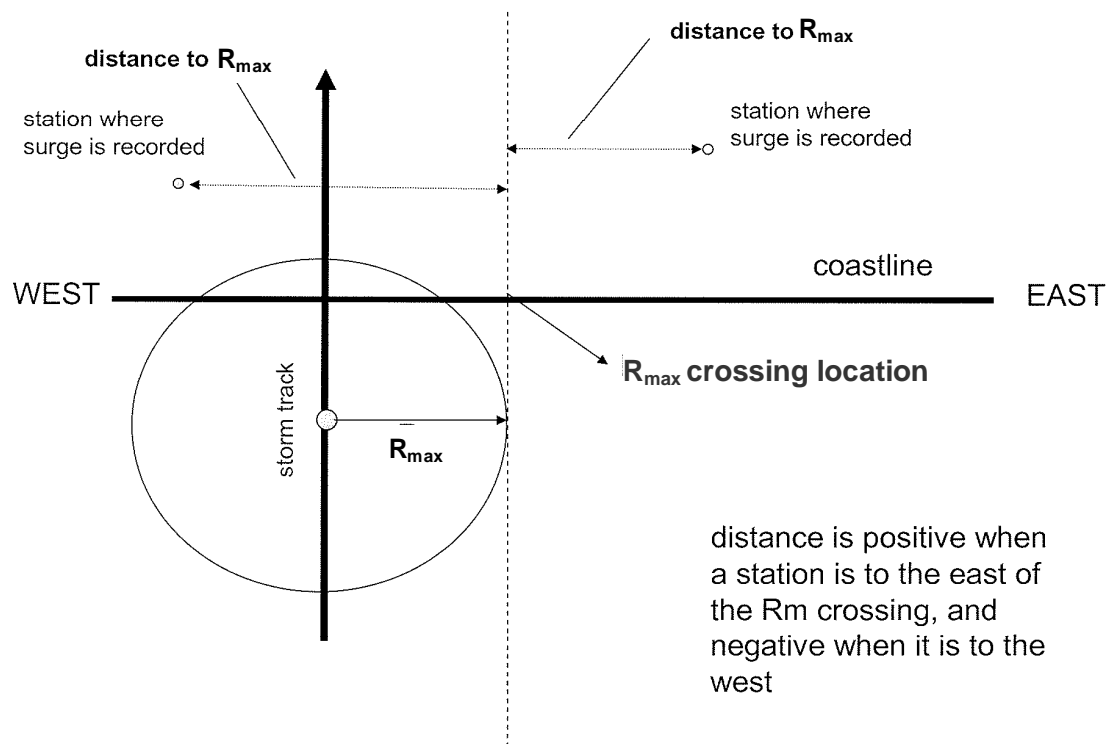 distance to Rmax
distance to Rmax
station where
surge is recorded
station where
surge is recorded
coastline
WEST
EAST
Rmax crossing location
storm track
Rmax
distance is positive when
a station is to the east of
the Rm crossing, and
negative when it is to the
west